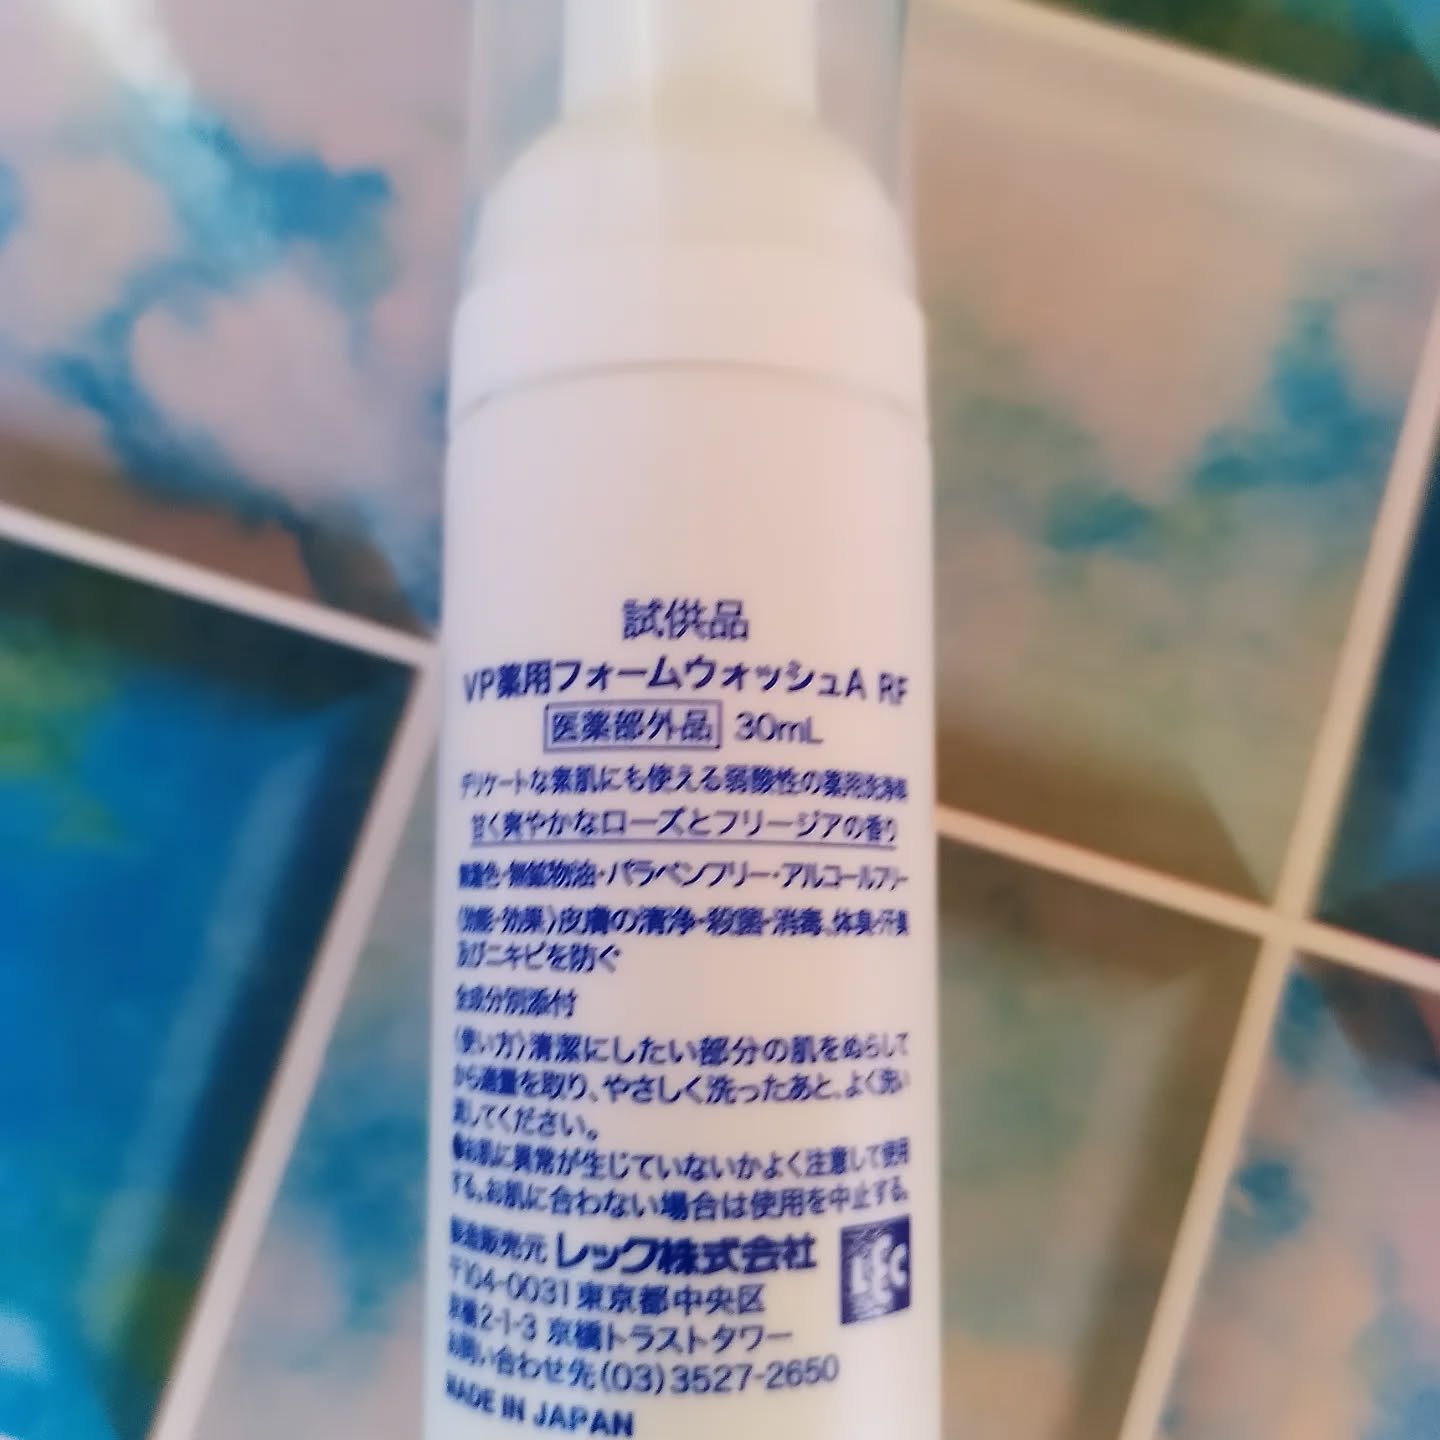 試供品
VP薬用フォームウォッシュA RF
医薬部外品 30mL
デリケートな素肌にも使える弱酸性の薬用洗浄料
甘く爽やかなローズとフリージアの香り
無着色・無鉱物油・パラベンフリー・アルコールフリー
〈効能・効果〉皮膚の清浄・殺菌・消毒、体臭・汗臭
及びニキビを防ぐ
全成分別添付
〈使い方〉清潔にしたい部分の肌をぬらして
から適量を取り、やさしく洗ったあと、よく洗い
流してください。
●お肌に異常が生じていないかよく注意して使用
する。お肌に合わない場合は使用を中止する。
製造販売元 レック株式会社
〒104-0031 東京都中央区
京橋2-1-3 京橋トラストタワー
お問い合わせ先(03)3527-2650
MADE IN JAPAN
LEC